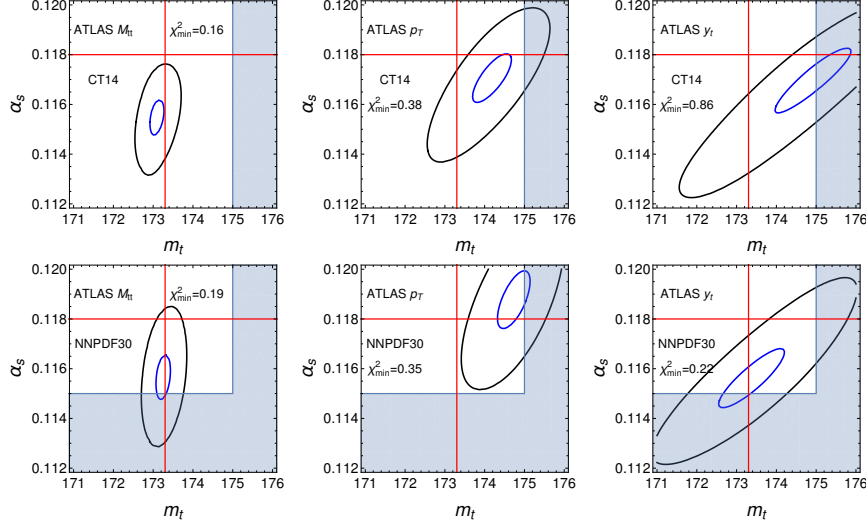 0.120
0.118
0.116
0.114
0.112
α_s
ATLAS M_tt
χ²_min=0.16
CT14
171 172 173 174 175 176
m_t
0.120
0.118
0.116
0.114
0.112
α_s
ATLAS p_T
CT14
χ²_min=0.38
171 172 173 174 175 176
m_t
0.120
0.118
0.116
0.114
0.112
α_s
ATLAS y_t
CT14
χ²_min=0.86
171 172 173 174 175 176
m_t
0.120
0.118
0.116
0.114
0.112
α_s
ATLAS M_tt
χ²_min=0.19
NNPDF30
171 172 173 174 175 176
m_t
0.120
0.118
0.116
0.114
0.112
α_s
ATLAS p_T
NNPDF30
χ²_min=0.35
171 172 173 174 175 176
m_t
0.120
0.118
0.116
0.114
0.112
α_s
ATLAS y_t
NNPDF30
χ²_min=0.22
171 172 173 174 175 176
m_t